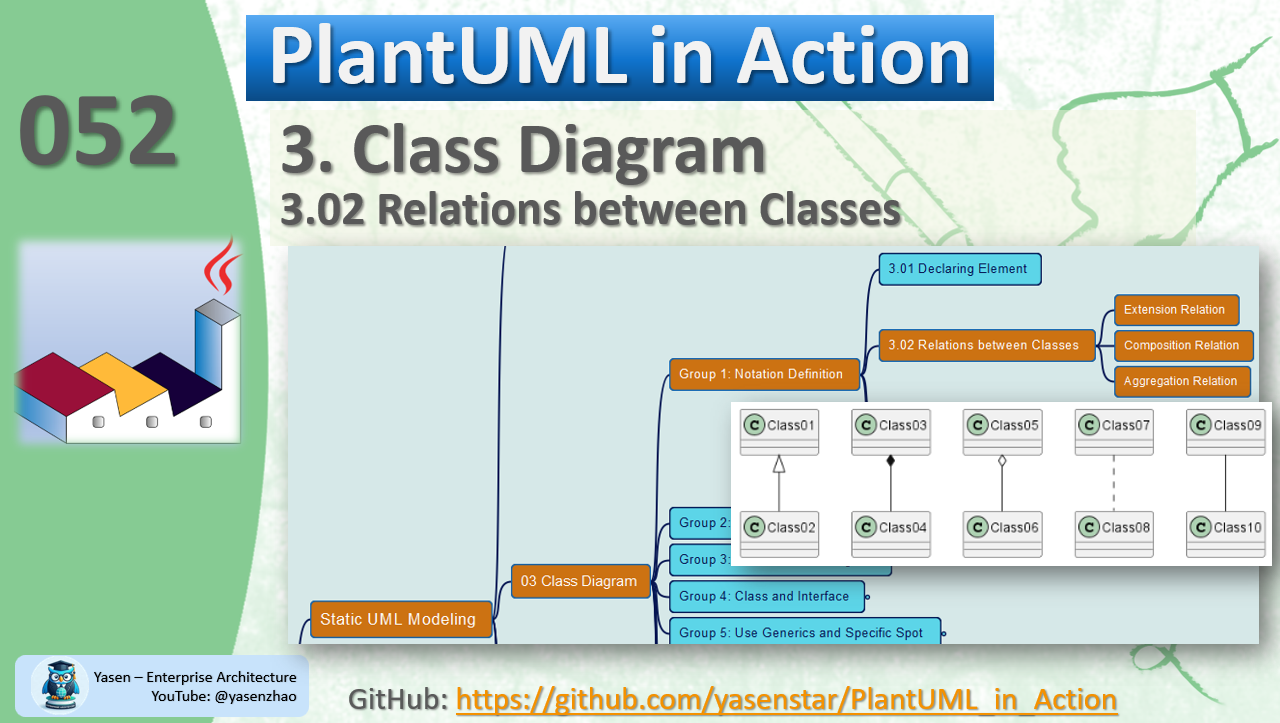 PlantUML in Action
052
3. Class Diagram
3.02 Relations between Classes
3.01 Declaring Element
Extension Relation
3.02 Relations between Classes
Composition Relation
Group 1: Notation Definition
Aggregation Relation
C Class01
C Class03
C Class05
C Class07
C Class09
C Class02
C Class04
C Class06
C Class08
C Class10
Group 2:
Group 3:
03 Class Diagram
Group 4: Class and Interface
Static UML Modeling
Group 5: Use Generics and Specific Spot
Yasen – Enterprise Architecture
YouTube: @yasenzhao
GitHub: https://github.com/yasenstar/PlantUML_in_Action